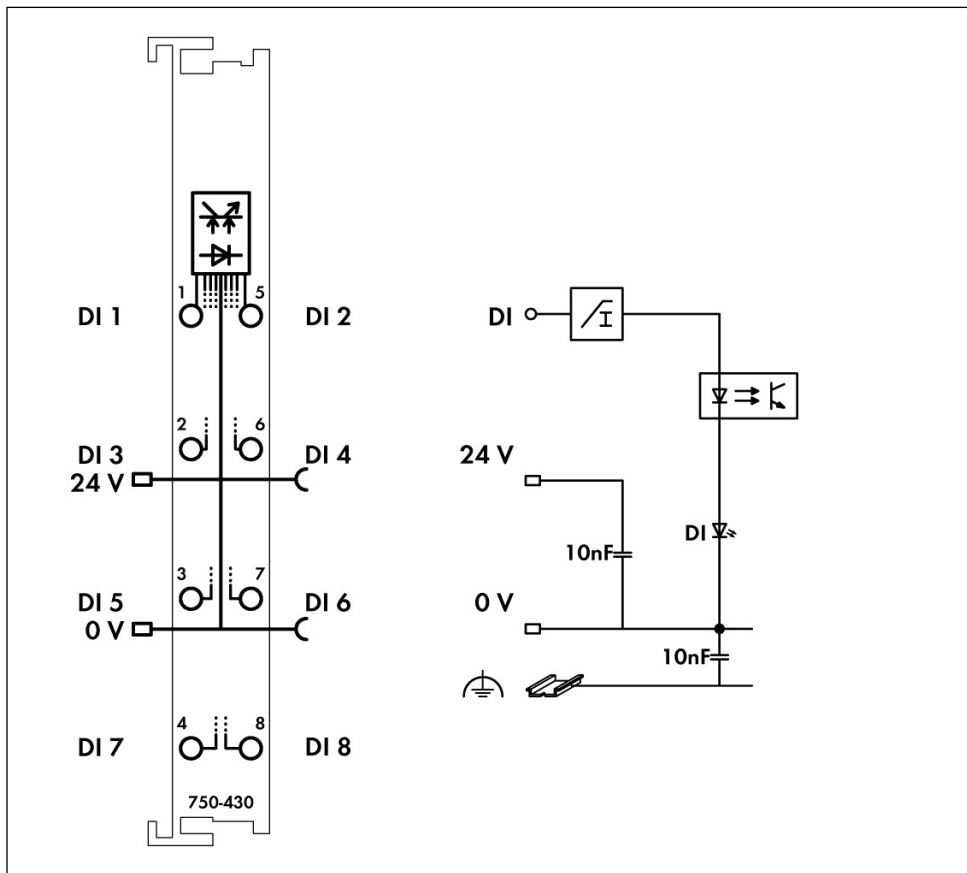 1 5
DI 1 DI 2
2 6
DI 3 DI 4
24 V
3 7
DI 5 DI 6
0 V
4 8
DI 7 DI 8
750-430
DI
24 V
DI
10nF
0 V
10nF